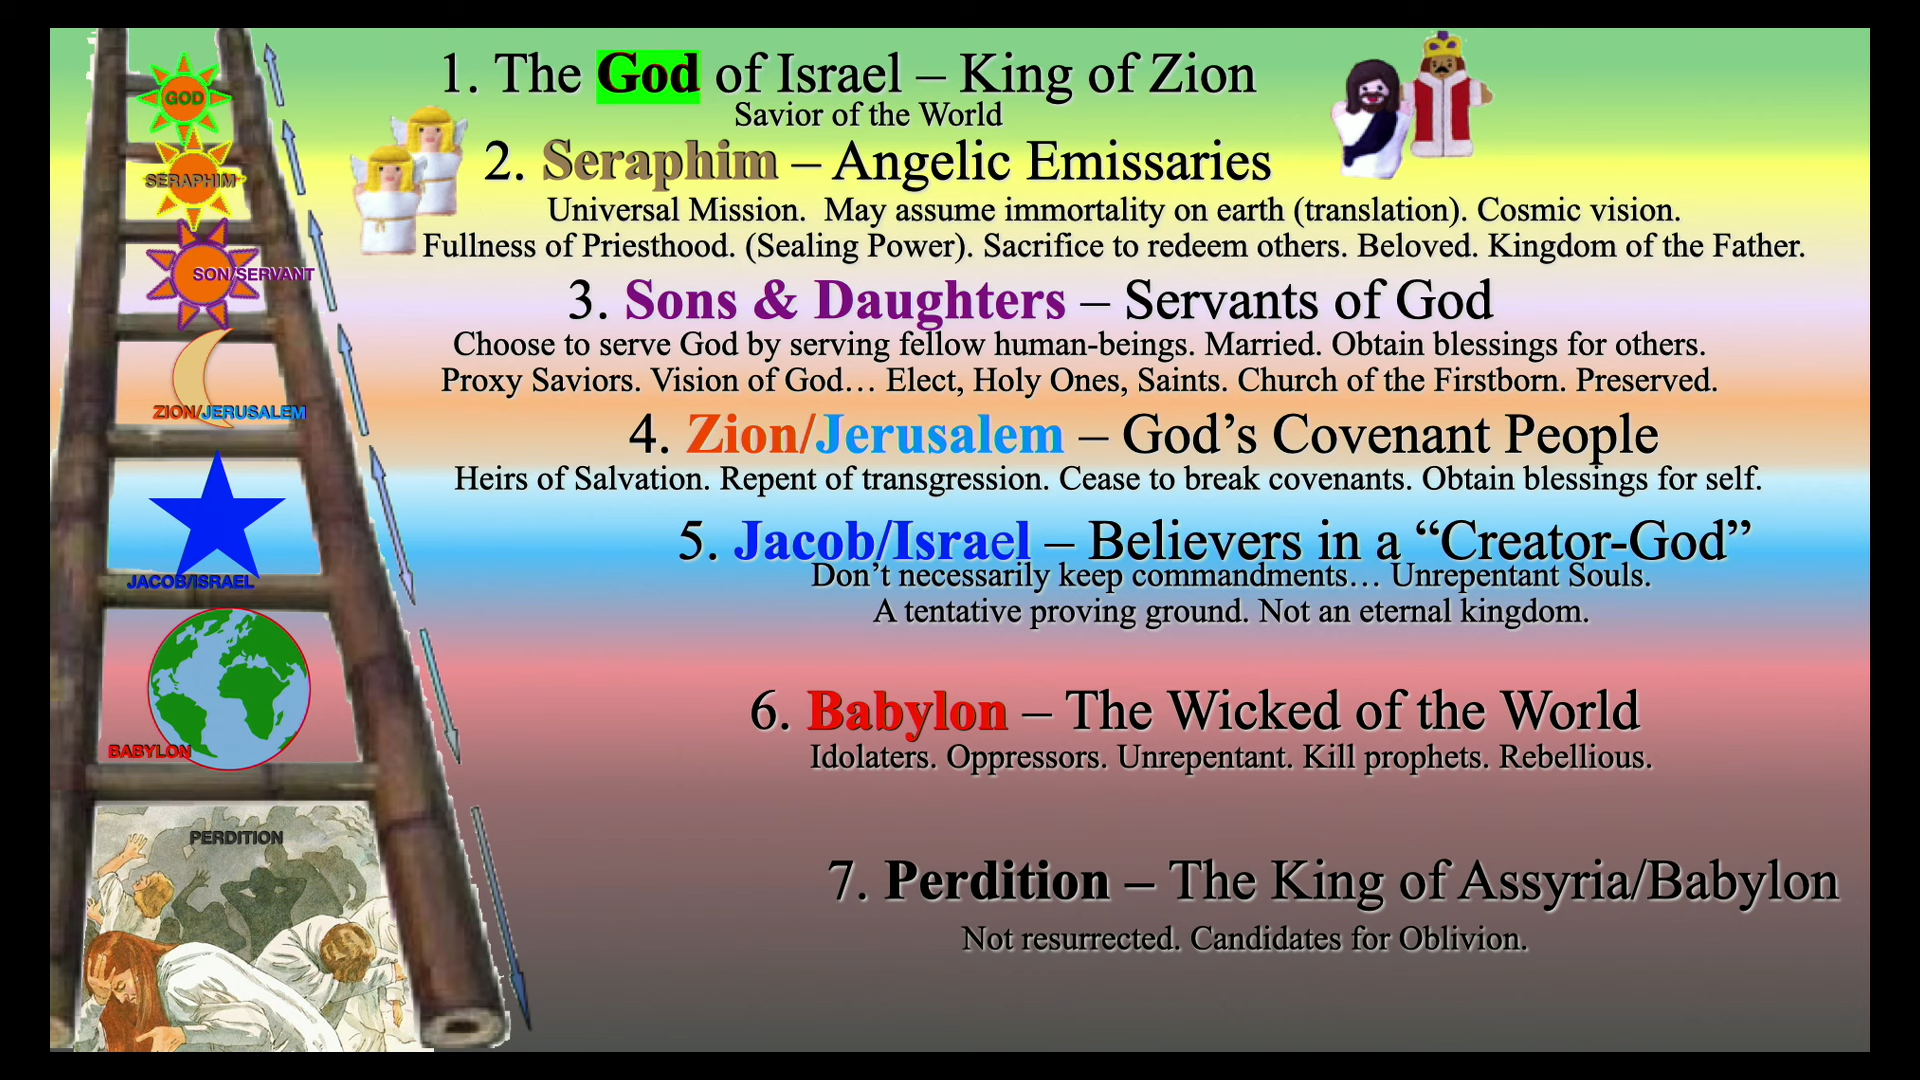 1. The God of Israel – King of Zion
Savior of the World
2. Seraphim – Angelic Emissaries
Universal Mission. May assume immortality on earth (translation). Cosmic vision.
Fullness of Priesthood. (Sealing Power). Sacrifice to redeem others. Beloved. Kingdom of the Father.
3. Sons & Daughters – Servants of God
Choose to serve God by serving fellow human-beings. Married. Obtain blessings for others.
Proxy Saviors. Vision of God… Elect, Holy Ones, Saints. Church of the Firstborn. Preserved.
4. Zion/Jerusalem – God’s Covenant People
Heirs of Salvation. Repent of transgression. Cease to break covenants. Obtain blessings for self.
5. Jacob/Israel – Believers in a “Creator-God”
Don’t necessarily keep commandments… Unrepentant Souls.
A tentative proving ground. Not an eternal kingdom.
6. Babylon – The Wicked of the World
Idolaters. Oppressors. Unrepentant. Kill prophets. Rebellious.
7. Perdition – The King of Assyria/Babylon
Not resurrected. Candidates for Oblivion.
GOD
SERAPHIM
SON/SERVANT
ZION/JERUSALEM
JACOB/ISRAEL
BABYLON
PERDITION